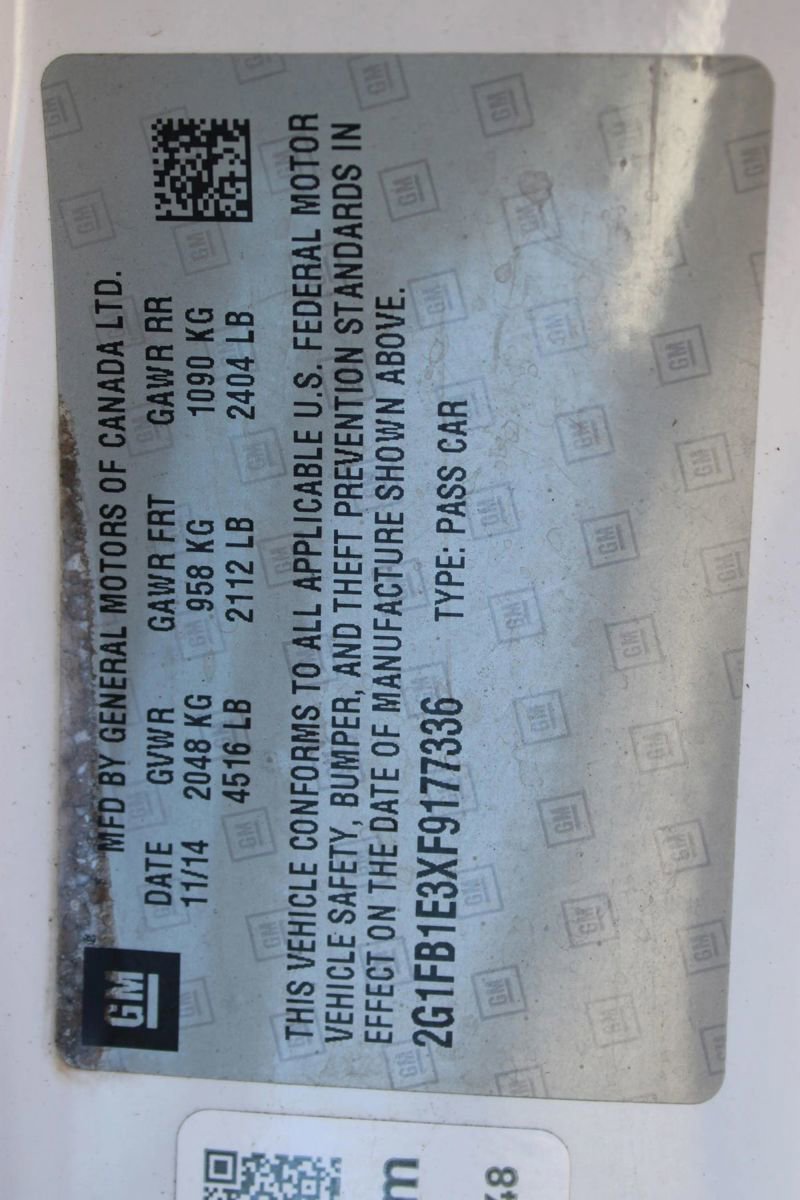 GM
MFD BY GENERAL MOTORS OF CANADA LTD.
DATE GVWR GAWR FRT GAWR RR
11/14 2048 KG 958 KG 1090 KG
4516 LB 2112 LB 2404 LB
THIS VEHICLE CONFORMS TO ALL APPLICABLE U.S. FEDERAL MOTOR
VEHICLE SAFETY, BUMPER, AND THEFT PREVENTION STANDARDS IN
EFFECT ON THE DATE OF MANUFACTURE SHOWN ABOVE.
2G1FB1E3XF9177336 TYPE: PASS CAR
m
48